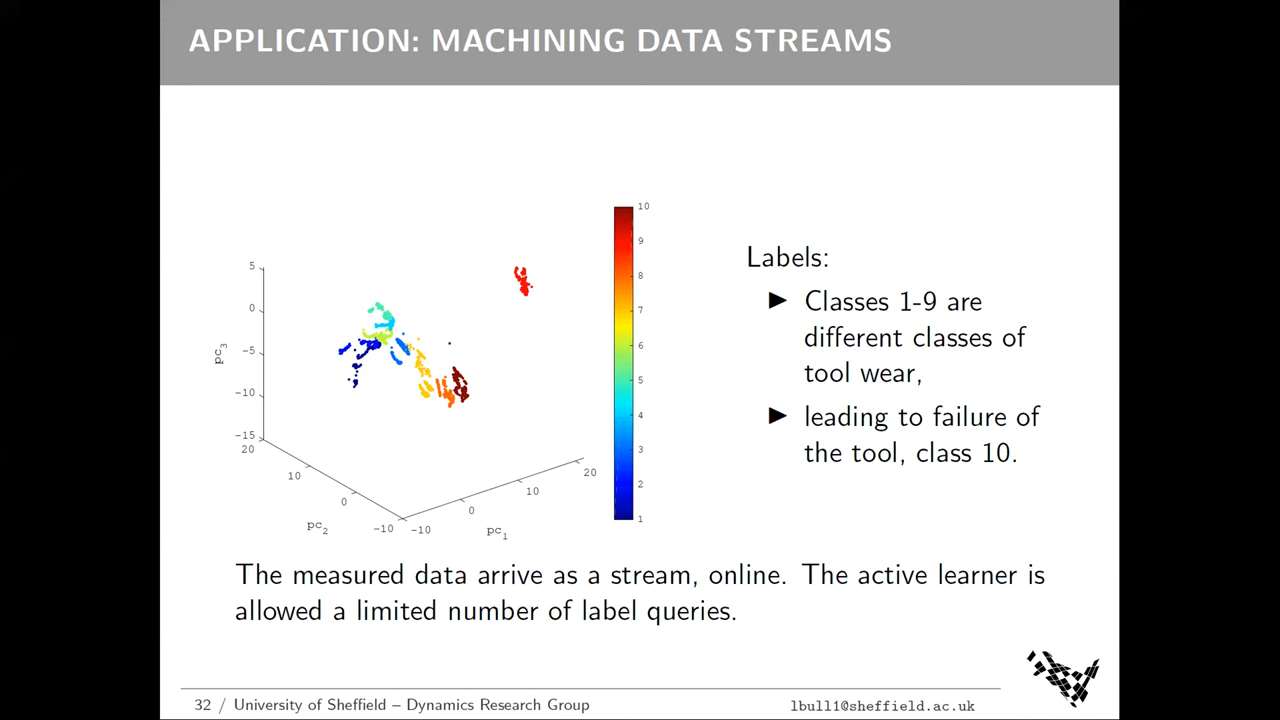 APPLICATION: MACHINING DATA STREAMS
5
0
−5
−10
−15
pc3
20
10
0
−10
pc2
−10
0
10
20
pc1
10
9
8
7
6
5
4
3
2
1
Labels:
▶ Classes 1-9 are
different classes of
tool wear,
▶ leading to failure of
the tool, class 10.
The measured data arrive as a stream, online. The active learner is
allowed a limited number of label queries.
32 / University of Sheffield – Dynamics Research Group
lbull1@sheffield.ac.uk